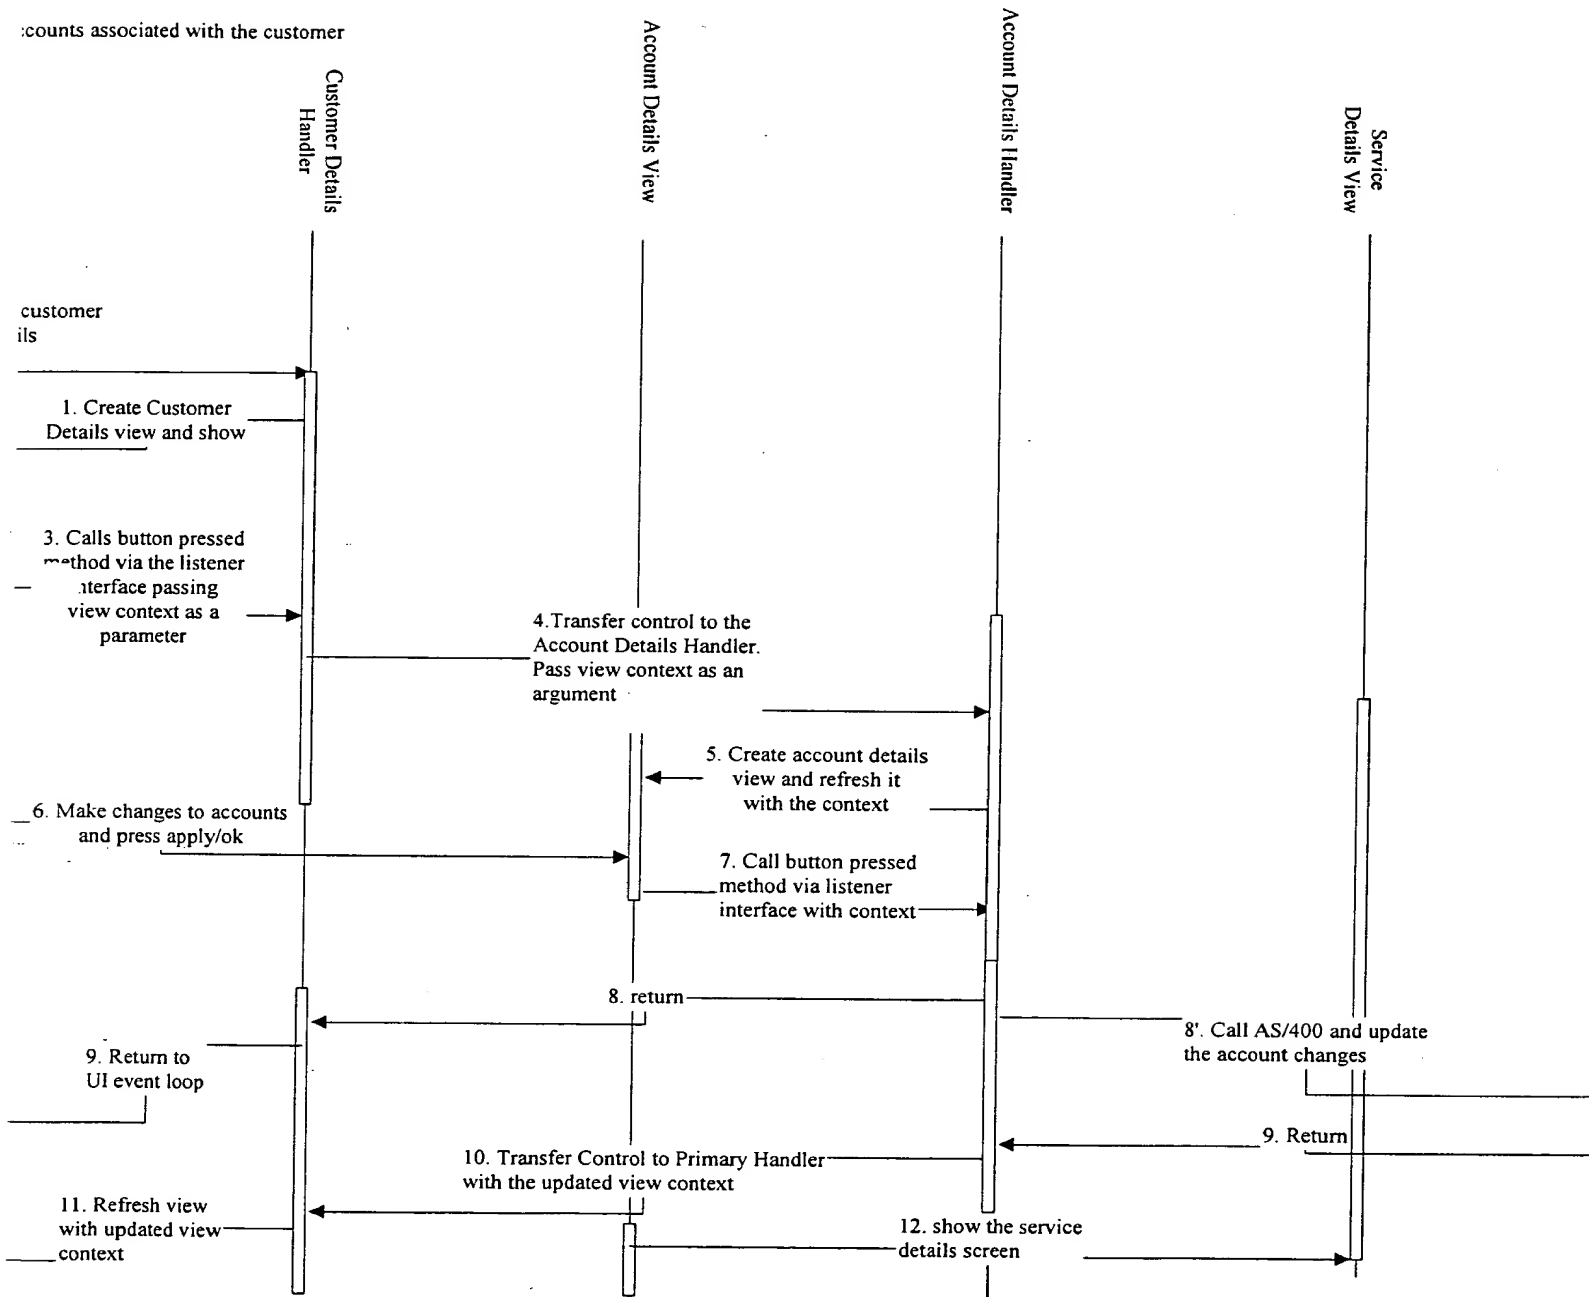 :counts associated with the customer
Customer Details
Handler
Account Details View
Account Details Handler
Service
Details View
customer
ils
1. Create Customer
Details view and show
3. Calls button pressed
method via the listener
nterface passing
view context as a
parameter
4.Transfer control to the
Account Details Handler.
Pass view context as an
argument
5. Create account details
view and refresh it
with the context
6. Make changes to accounts
and press apply/ok
7. Call button pressed
method via listener
interface with context
8. return
8'. Call AS/400 and update
the account changes
9. Return to
UI event loop
9. Return
10. Transfer Control to Primary Handler
with the updated view context
11. Refresh view
with updated view
context
12. show the service
details screen